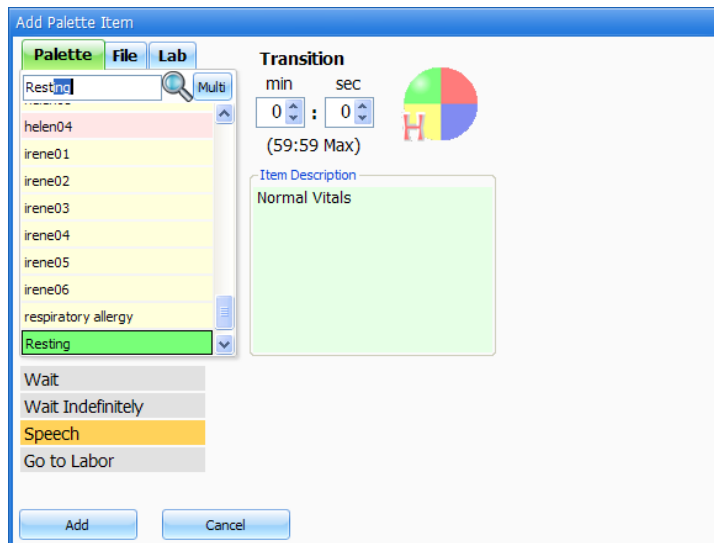 Add Palette Item
Palette File Lab
Resting
Multi
helen04
irene01
irene02
irene03
irene04
irene05
irene06
respiratory allergy
Resting
Wait
Wait Indefinitely
Speech
Go to Labor
Add Cancel
Transition
min sec
0 : 0
(59:59 Max)
H
Item Description
Normal Vitals